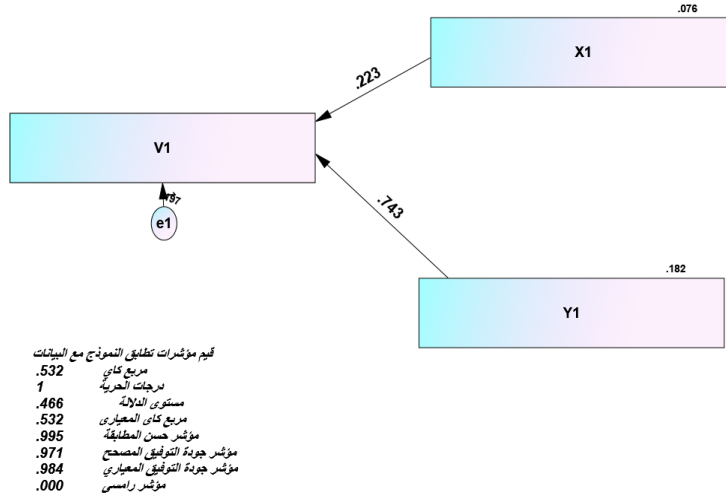 .076
X1
.223
V1
e1
.743
.182
Y1
قيم مؤشرات تطابق النموذج مع البيانات
مربع كاي .532
درجات الحرية 1
مستوى الدلالة .466
مربع كاى المعيارى .532
مؤشر حسن المطابقة .995
مؤشر جودة التوفيق المصحح .971
مؤشر جودة التوفيق المعياري .984
مؤشر رامسي .000